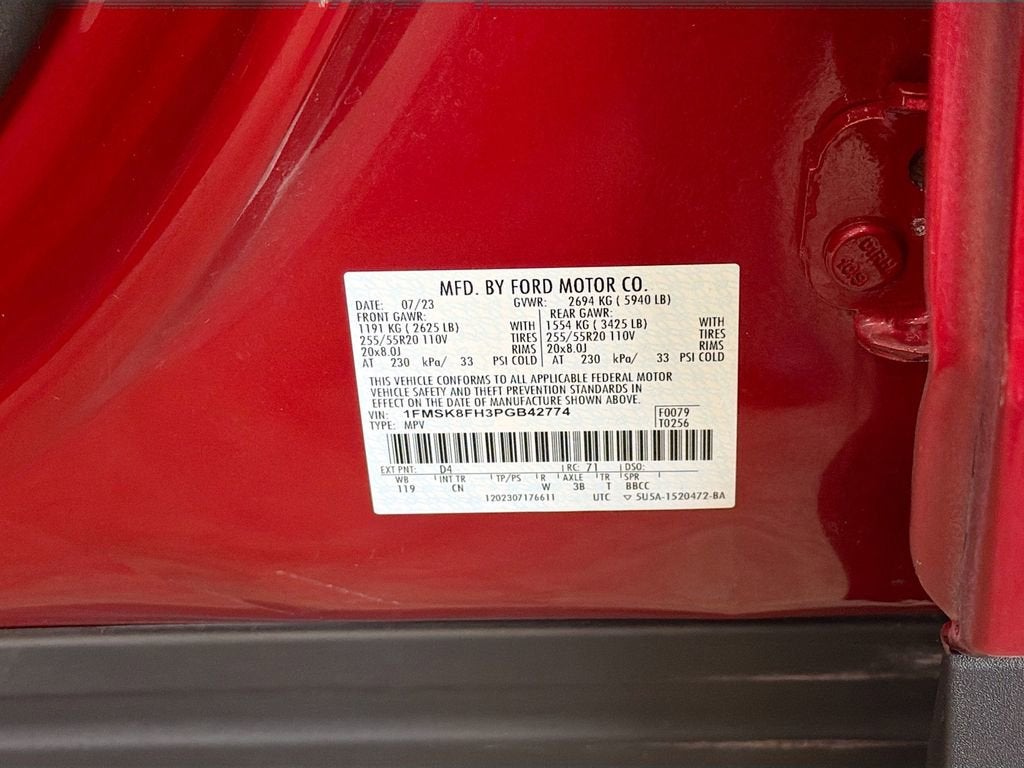 MFD. BY FORD MOTOR CO.
DATE: 07/23 GVWR: 2694 KG ( 5940 LB)
FRONT GAWR: REAR GAWR:
1191 KG ( 2625 LB) WITH 1554 KG ( 3425 LB) WITH
255/55R20 110V TIRES 255/55R20 110V TIRES
20x8.0J RIMS 20x8.0J RIMS
AT 230 kPa/ 33 PSI COLD AT 230 kPa/ 33 PSI COLD
THIS VEHICLE CONFORMS TO ALL APPLICABLE FEDERAL MOTOR
VEHICLE SAFETY AND THEFT PREVENTION STANDARDS IN
EFFECT ON THE DATE OF MANUFACTURE SHOWN ABOVE.
VIN: 1FMSK8FH3PGB42774 F0079
TYPE: MPV T0256
EXT PNT: D4 RC: 71 DSO:
WB INT TR TP/PS R AXLE TR SPR
119 CN W 3B T BBCC
1202307176611 UTC ▽ 5U5A-1520472-BA